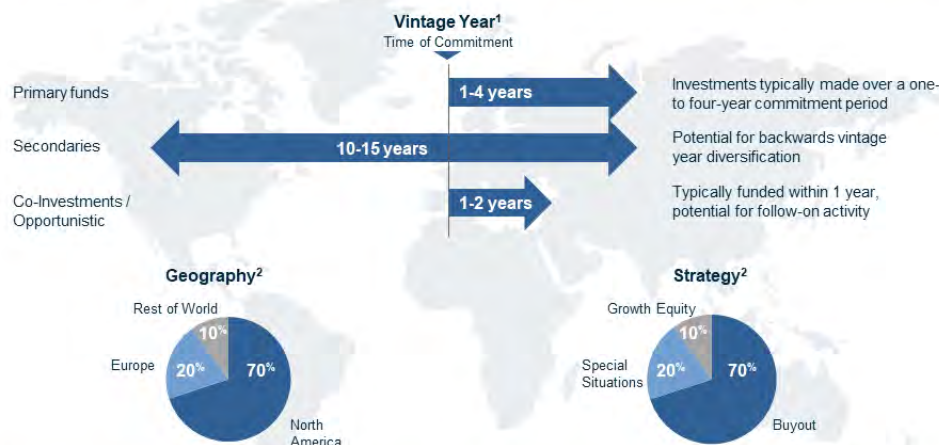 Vintage Year¹
Time of Commitment
Primary funds
1-4 years
Investments typically made over a one-
to four-year commitment period
Secondaries
10-15 years
Potential for backwards vintage
year diversification
Co-Investments /
Opportunistic
1-2 years
Typically funded within 1 year,
potential for follow-on activity
Geography²
Rest of World
10%
Europe
20%
70%
North
America
Strategy²
Growth Equity
10%
Special
Situations
20%
70%
Buyout